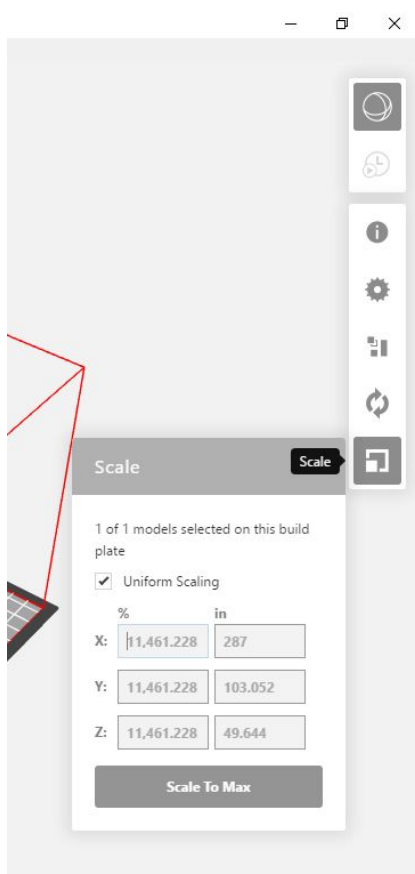 Scale
Scale
1 of 1 models selected on this build
plate
Uniform Scaling
% in
X: 11,461.228 287
Y: 11,461.228 103.052
Z: 11,461.228 49.644
Scale To Max